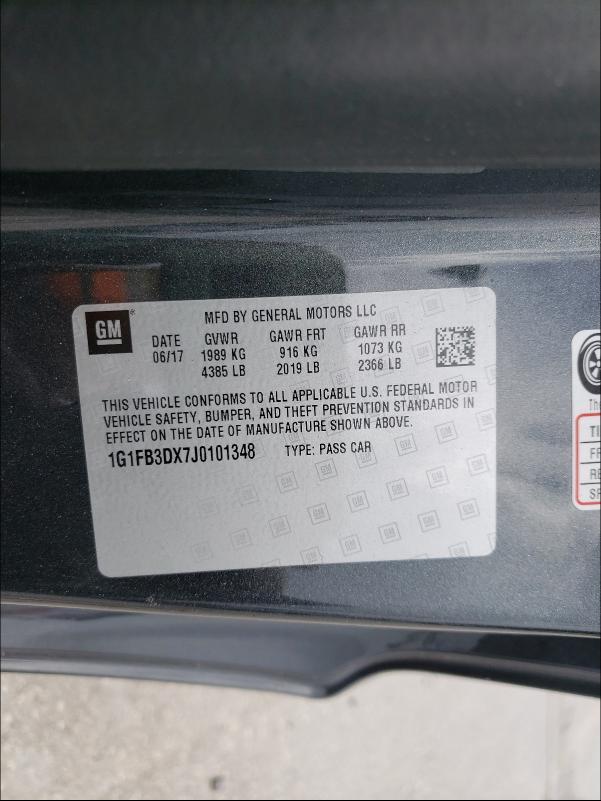 GM
MFD BY GENERAL MOTORS LLC
DATE GVWR GAWR FRT GAWR RR
06/17 1989 KG 916 KG 1073 KG
4385 LB 2019 LB 2366 LB
THIS VEHICLE CONFORMS TO ALL APPLICABLE U.S. FEDERAL MOTOR
VEHICLE SAFETY, BUMPER, AND THEFT PREVENTION STANDARDS IN
EFFECT ON THE DATE OF MANUFACTURE SHOWN ABOVE.
1G1FB3DX7J0101348 TYPE: PASS CAR